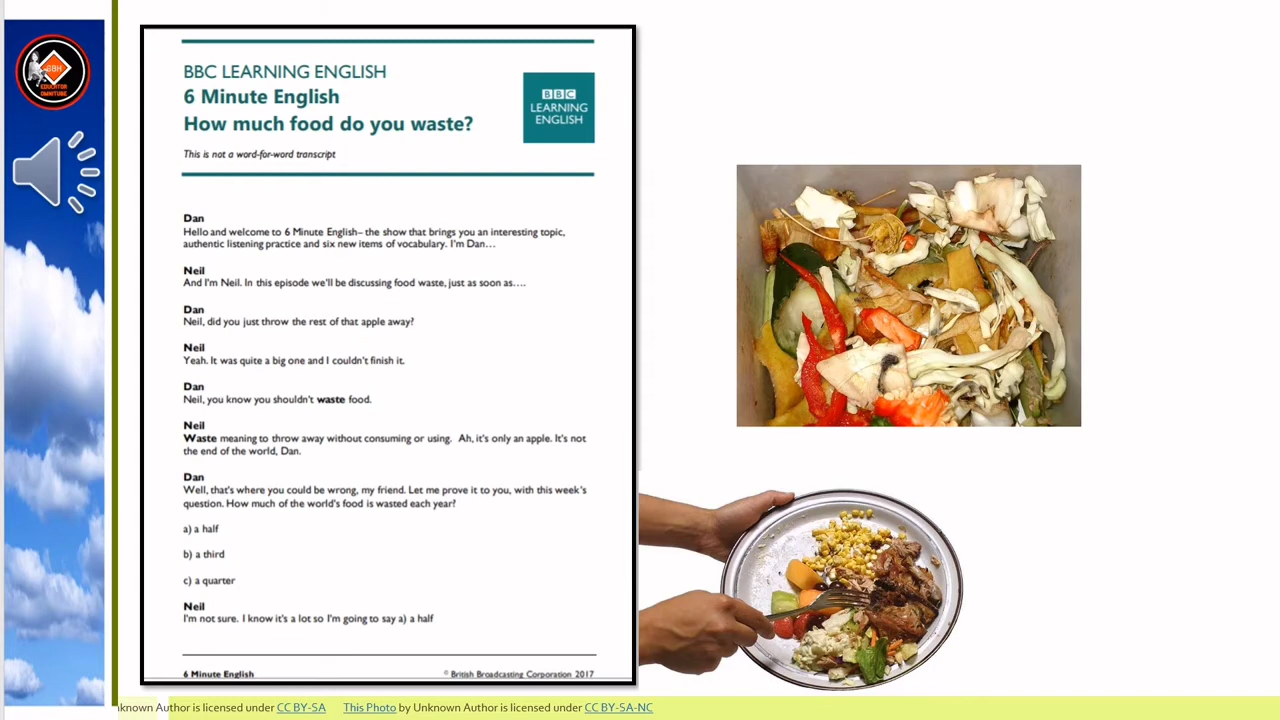 BBC LEARNING ENGLISH
6 Minute English
How much food do you waste?
This is not a word-for-word transcript
BBC
LEARNING
ENGLISH
Dan
Hello and welcome to 6 Minute English– the show that brings you an interesting topic,
authentic listening practice and six new items of vocabulary. I'm Dan…
Neil
And I'm Neil. In this episode we'll be discussing food waste, just as soon as….
Dan
Neil, did you just throw the rest of that apple away?
Neil
Yeah. It was quite a big one and I couldn't finish it.
Dan
Neil, you know you shouldn't waste food.
Neil
Waste meaning to throw away without consuming or using.  Ah, it's only an apple. It's not
the end of the world, Dan.
Dan
Well, that's where you could be wrong, my friend. Let me prove it to you, with this week's
question. How much of the world's food is wasted each year?
a) a half
b) a third
c) a quarter
Neil
I'm not sure. I know it's a lot so I'm going to say a) a half
6 Minute English
© British Broadcasting Corporation 2017
EDUCATOR
OMNITUBE
known Author is licensed under CC BY-SA This Photo by Unknown Author is licensed under CC BY-SA-NC